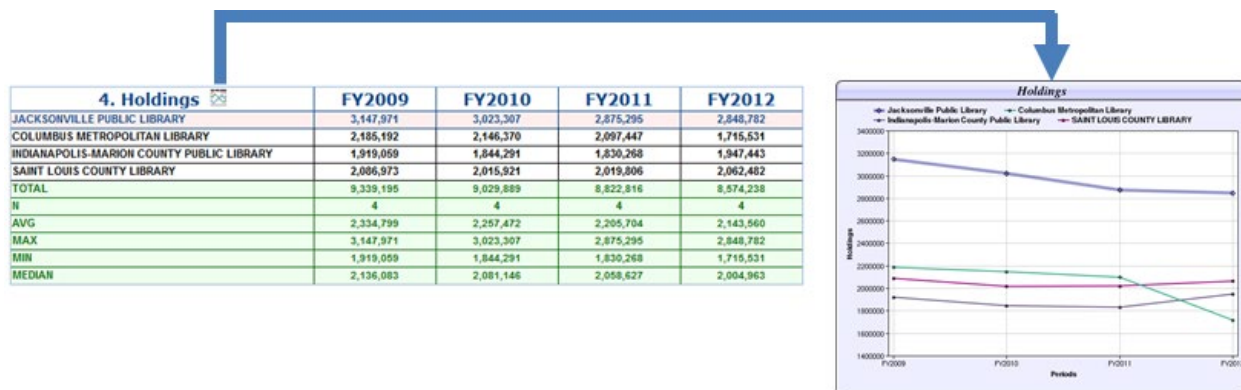 4. Holdings FY2009 FY2010 FY2011 FY2012
JACKSONVILLE PUBLIC LIBRARY 3,147,971 3,023,307 2,875,295 2,848,782
COLUMBUS METROPOLITAN LIBRARY 2,185,192 2,146,370 2,097,447 1,715,531
INDIANAPOLIS-MARION COUNTY PUBLIC LIBRARY 1,919,059 1,844,291 1,830,268 1,947,443
SAINT LOUIS COUNTY LIBRARY 2,086,973 2,015,921 2,019,806 2,062,482
TOTAL 9,339,195 9,029,889 8,822,816 8,574,238
N 4 4 4 4
AVG 2,334,799 2,257,472 2,205,704 2,143,560
MAX 3,147,971 3,023,307 2,875,295 2,848,782
MIN 1,919,059 1,844,291 1,830,268 1,715,531
MEDIAN 2,136,083 2,081,146 2,058,627 2,004,963
Holdings
Jacksonville Public Library Columbus Metropolitan Library
Indianapolis-Marion County Public Library SAINT LOUIS COUNTY LIBRARY
3400000
3200000
3000000
2800000
2600000
2400000
2200000
2000000
1800000
1600000
1400000
Holdings
FY2009 FY2010 FY2011 FY2012
Periods